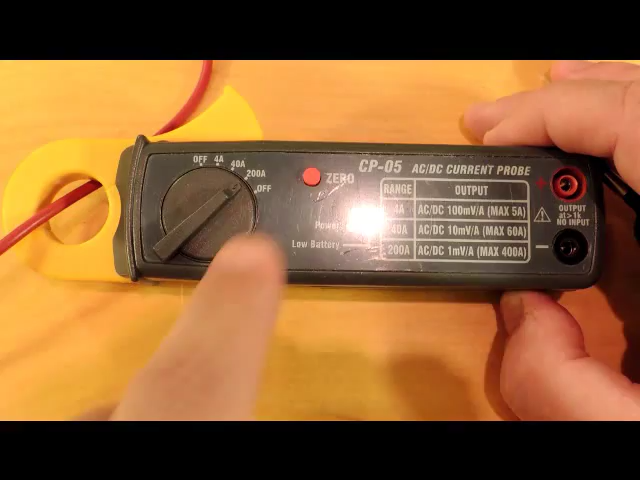 OFF 4A 40A 200A OFF
ZERO
Power
Low Battery
CP-05 AC/DC CURRENT PROBE
RANGE OUTPUT
4A AC/DC 100mV/A (MAX 5A)
40A AC/DC 10mV/A (MAX 60A)
200A AC/DC 1mV/A (MAX 400A)
+
OUTPUT
at>1k
NO INPUT
−